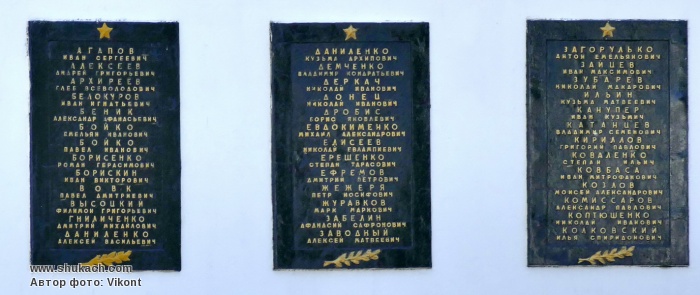 АГАПОВ
ИВАН СЕРГЕЕВИЧ
АЛЕКСЕЕВ
АНДРЕЙ ГРИГОРЬЕВИЧ
АРХИРЕЕВ
ГЛЕБ ВСЕВОЛОДОВИЧ
БЕЛОКУРОВ
ИВАН ИГНАТЬЕВИЧ
БЕНИК
АЛЕКСАНДР АФАНАСЬЕВИЧ
БОЙКО
ЕМЕЛЬЯН ИВАНОВИЧ
БОЙКО
ПАВЕЛ ИВАНОВИЧ
БОРИСЕНКО
РОМАН ГЕРАСИМОВИЧ
БОРИСКИН
ИВАН ВИКТОРОВИЧ
ВОВК
ПАВЕЛ ДМИТРИЕВИЧ
ВЫСОЦКИЙ
ФИЛИМОН ГРИГОРЬЕВИЧ
ГНИЛИЧЕНКО
ДМИТРИЙ МИХАЙЛОВИЧ
ДАНИЛЕНКО
АЛЕКСЕЙ ВАСИЛЬЕВИЧ
ДАНИЛЕНКО
КУЗЬМА АРХИПОВИЧ
ДЕМЧЕНКО
ВЛАДИМИР КОНДРАТЬЕВИЧ
ДЕРКАЧ
НИКОЛАЙ ИВАНОВИЧ
ДОНЕЦ
НИКОЛАЙ ИВАНОВИЧ
ДРОБИС
БОРИС ЯКОВЛЕВИЧ
ЕВДОКИМЕНКО
МИХАИЛ АЛЕКСАНДРОВИЧ
ЕЛИСЕЕВ
НИКОЛАЙ ЕВЛАМПИЕВИЧ
ЕРЕЩЕНКО
СТЕПАН ТАРАСОВИЧ
ЕФРЕМОВ
ДМИТРИЙ ПЕТРОВИЧ
ЖЕЖЕРЯ
ПЕТР ИОСИФОВИЧ
ЖУРАВКОВ
МАРК МАРКОВИЧ
ЗАБЕЛИН
АФАНАСИЙ САФРОНОВИЧ
ЗАВОДНЫЙ
АЛЕКСЕЙ МАТВЕЕВИЧ
ЗАГОРУЛЬКО
АНТОН ЕМЕЛЬЯНОВИЧ
ЗАЙЦЕВ
ИВАН МАКСИМОВИЧ
ЗУБАРЕВ
НИКОЛАЙ МАКАРОВИЧ
ИЛЬИН
КУЗЬМА МАТВЕЕВИЧ
КАНУПЕР
ИВАН КУЗЬМИЧ
КАТАНЦЕВ
ВЛАДИМИР СЕМЕНОВИЧ
КИРИЛЛОВ
ГРИГОРИЙ ПАВЛОВИЧ
КОВАЛЕНКО
СТЕПАН ИЛЬИЧ
КОВБАСА
ИВАН МИТРОФАНОВИЧ
КОЗЛОВ
МОИСЕЙ АЛЕКСАНДРОВИЧ
КОМИССАРОВ
АЛЕКСАНДР ПАВЛОВИЧ
КОПТЮШЕНКО
НИКОЛАЙ ИВАНОВИЧ
КОЛКОВСКИЙ
ИЛЬЯ СПИРИДОНОВИЧ
www.shukach.com
Автор фото: Vikont